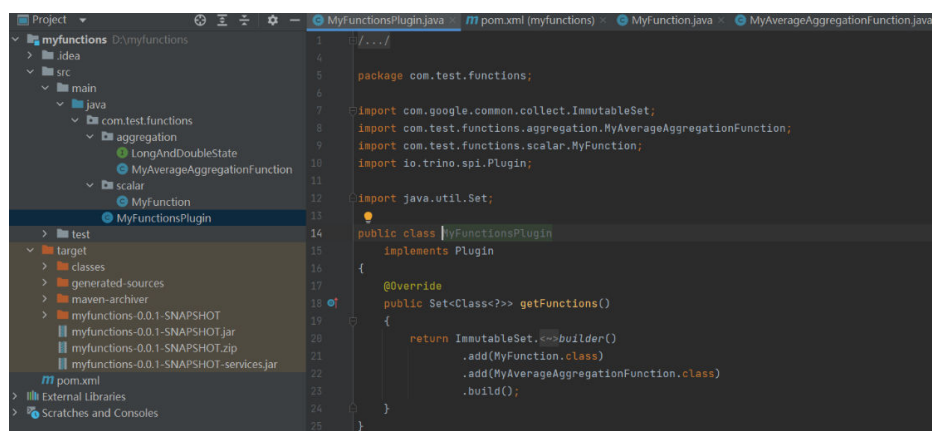 Project
myfunctions D:\myfunctions
.idea
src
main
java
com.test.functions
aggregation
LongAndDoubleState
MyAverageAggregationFunction
scalar
MyFunction
MyFunctionsPlugin
test
target
classes
generated-sources
maven-archiver
myfunctions-0.0.1-SNAPSHOT
myfunctions-0.0.1-SNAPSHOT.jar
myfunctions-0.0.1-SNAPSHOT.zip
myfunctions-0.0.1-SNAPSHOT-services.jar
pom.xml
External Libraries
Scratches and Consoles
MyFunctionsPlugin.java × pom.xml (myfunctions) × MyFunction.java × MyAverageAggregationFunction.java
1 /.../
4
5 package com.test.functions;
6
7 import com.google.common.collect.ImmutableSet;
8 import com.test.functions.aggregation.MyAverageAggregationFunction;
9 import com.test.functions.scalar.MyFunction;
10 import io.trino.spi.Plugin;
11
12 import java.util.Set;
13
14 public class MyFunctionsPlugin
15 implements Plugin
16 {
17 @Override
18 public Set<Class<?>> getFunctions()
19 {
20 return ImmutableSet.<~>builder()
21 .add(MyFunction.class)
22 .add(MyAverageAggregationFunction.class)
23 .build();
24 }
25 }